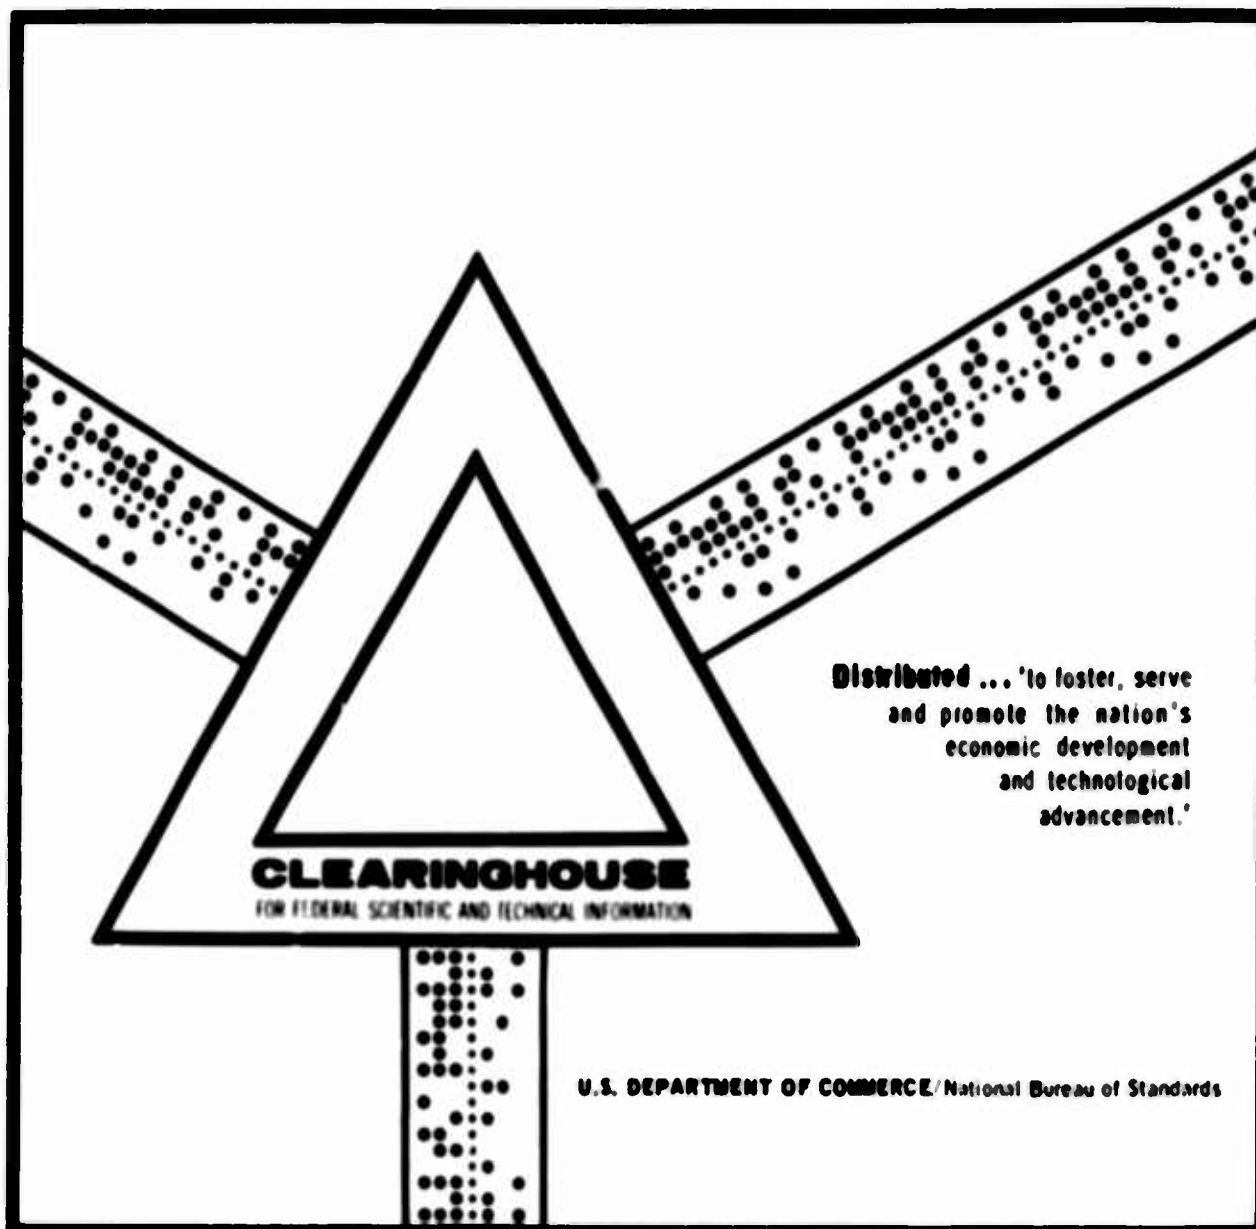 Distributed ... 'to foster, serve
and promote the nation's
economic development
and technological
advancement.'
CLEARINGHOUSE
FOR FEDERAL SCIENTIFIC AND TECHNICAL INFORMATION
U.S. DEPARTMENT OF COMMERCE/National Bureau of Standards